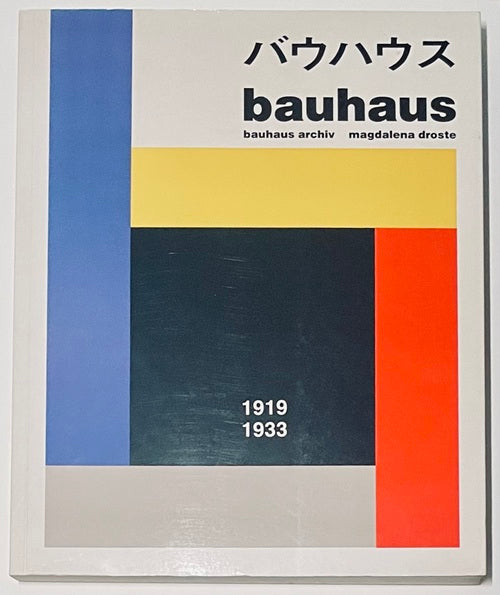 バウハウス
bauhaus
bauhaus archiv magdalena droste
1919
1933